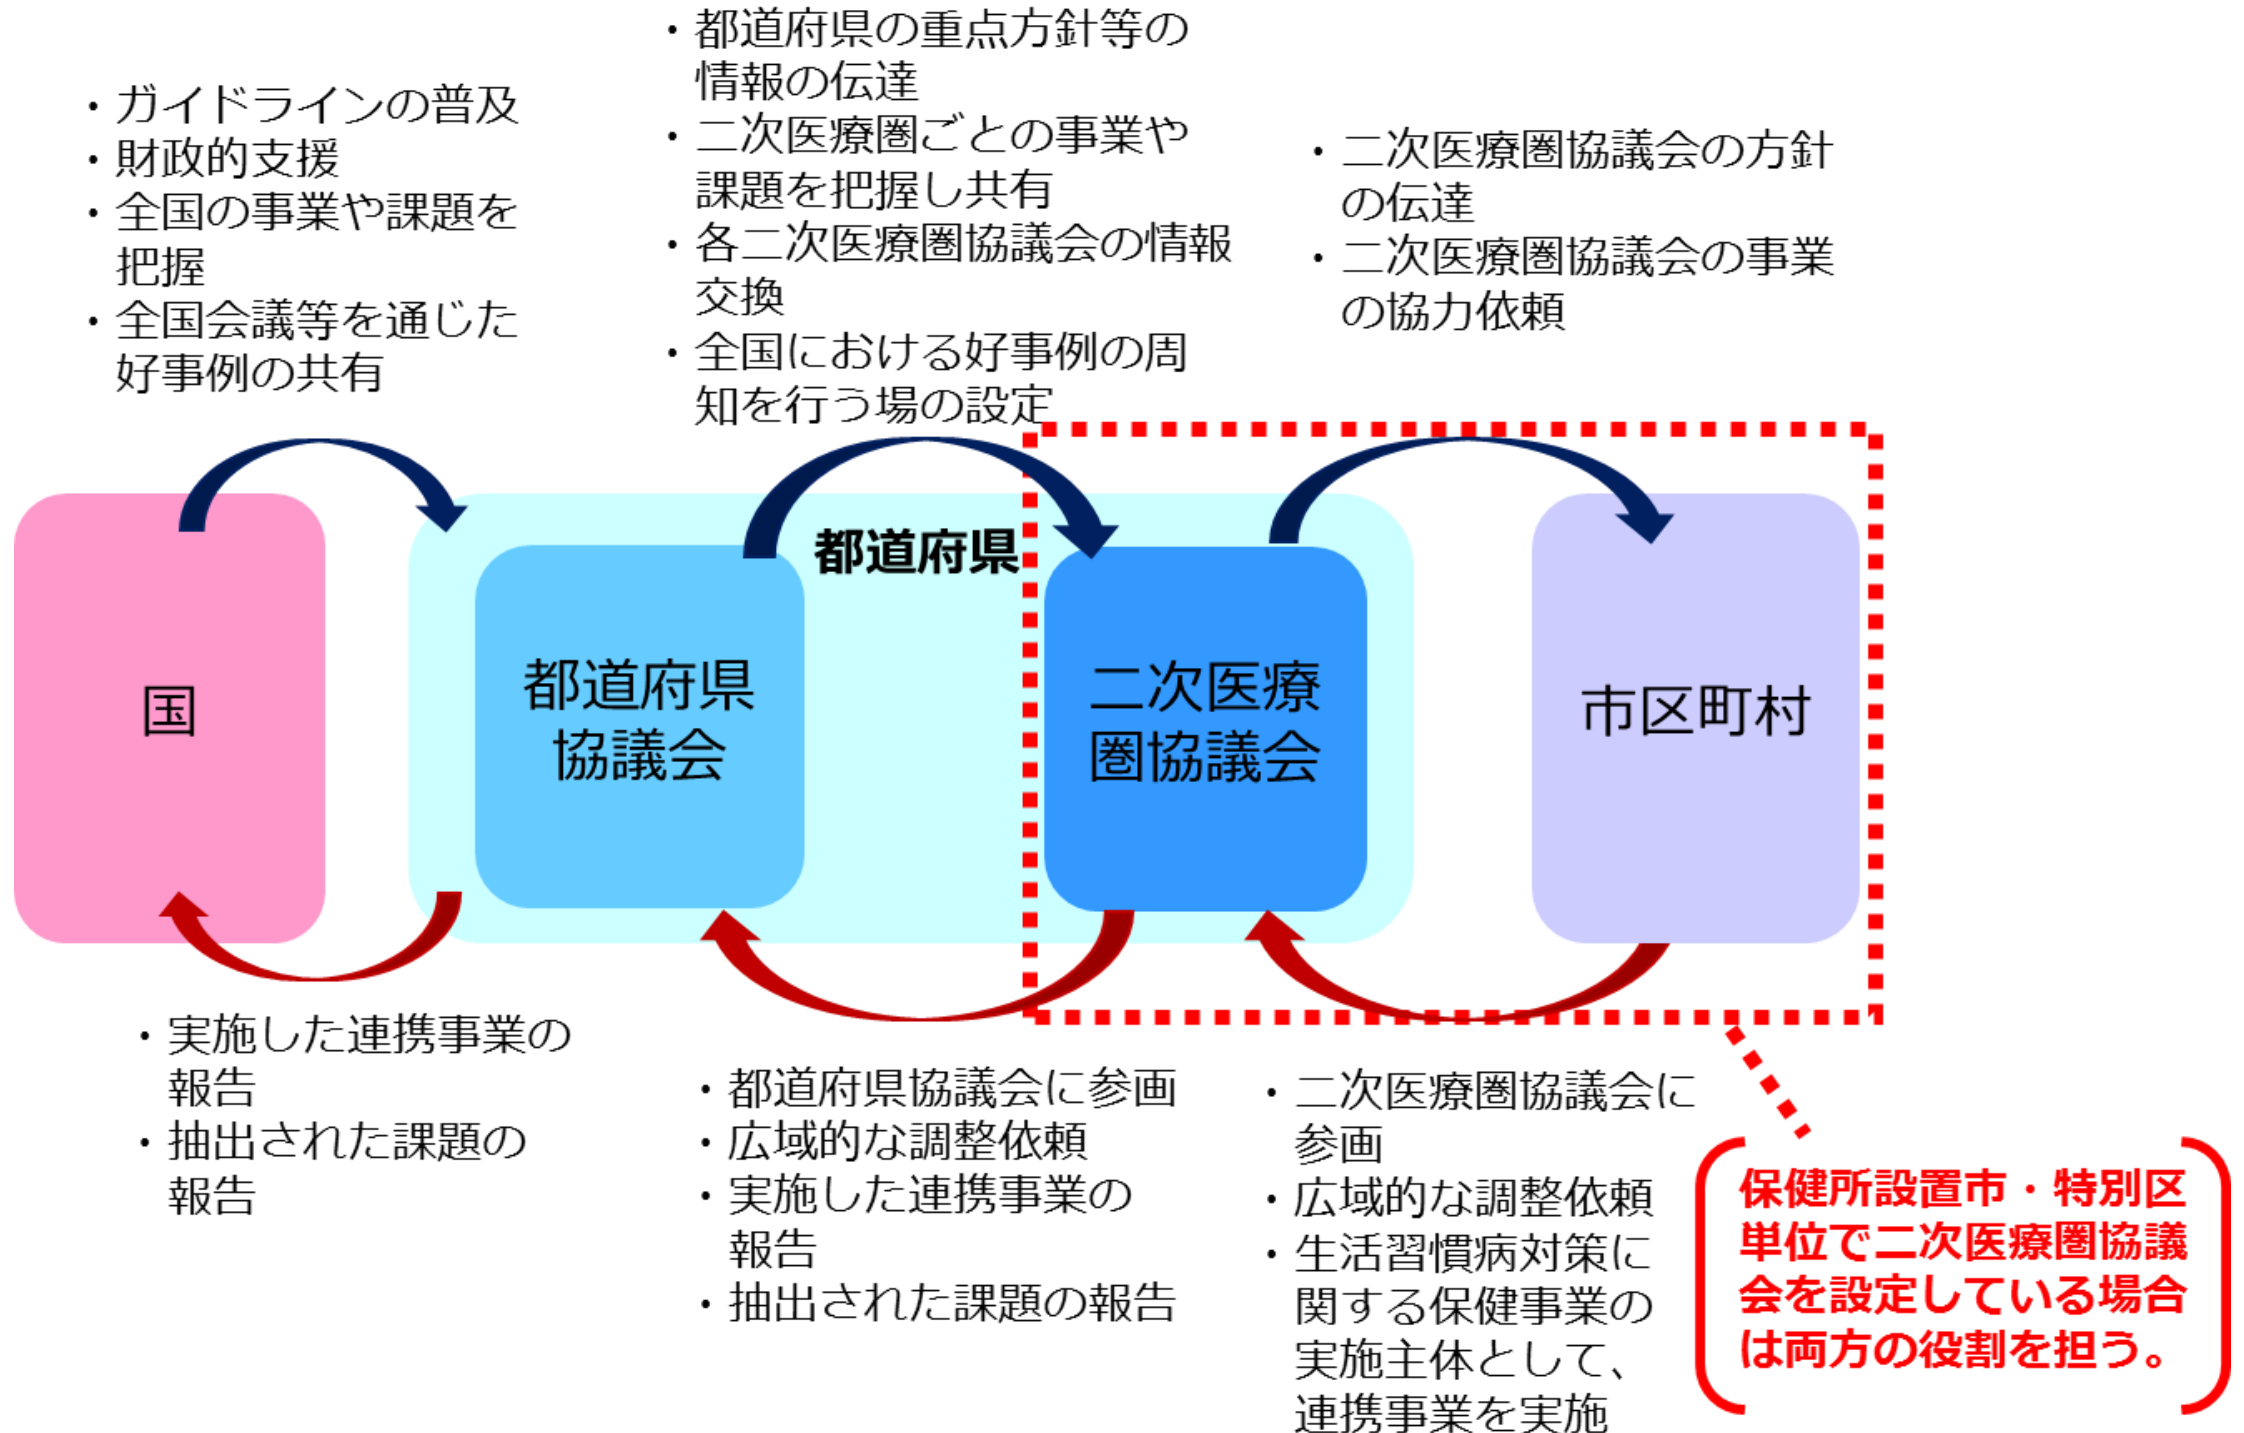 ・ガイドラインの普及
・財政的支援
・全国の事業や課題を
把握
・全国会議等を通じた
好事例の共有
・都道府県の重点方針等の
情報の伝達
・二次医療圏ごとの事業や
課題を把握し共有
・各二次医療圏協議会の情報
交換
・全国における好事例の周
知を行う場の設定
・二次医療圏協議会の方針
の伝達
・二次医療圏協議会の事業
の協力依頼
国
都道府県
都道府県
協議会
二次医療
圏協議会
市区町村
・実施した連携事業の
報告
・抽出された課題の
報告
・都道府県協議会に参画
・広域的な調整依頼
・実施した連携事業の
報告
・抽出された課題の報告
・二次医療圏協議会に
参画
・広域的な調整依頼
・生活習慣病対策に
関する保健事業の
実施主体として、
連携事業を実施
保健所設置市・特別区
単位で二次医療圏協議
会を設定している場合
は両方の役割を担う。